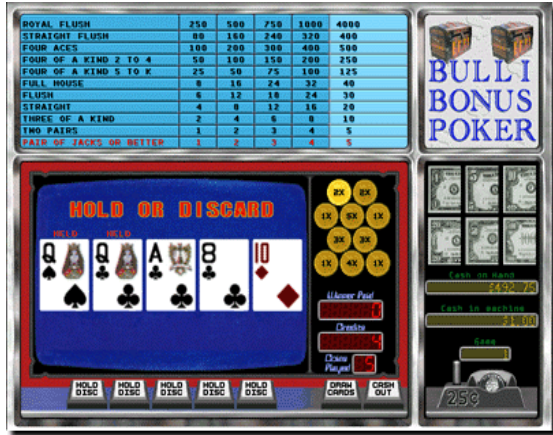 ROYAL FLUSH 250 500 750 1000 4000
STRAIGHT FLUSH 80 160 240 320 400
FOUR ACES 100 200 300 400 500
FOUR OF A KIND 2 TO 4 50 100 150 200 250
FOUR OF A KIND 5 TO K 25 50 75 100 125
FULL HOUSE 8 16 24 32 40
FLUSH 6 12 18 24 30
STRAIGHT 4 8 12 16 20
THREE OF A KIND 2 4 6 8 10
TWO PAIRS 1 2 3 4 5
PAIR OF JACKS OR BETTER 1 2 3 4 5
BULLI
BONUS
POKER
HOLD OR DISCARD
HELD HELD
Q Q A 8 10
2X 2X
1X 5X 1X
3X 3X
1X 4X 1X
Winner Paid
Credits
4
Coins
Played 5
Cash on Hand
$492.75
Cash in machine
$1.00
Game
1
25¢
HOLD DISC HOLD DISC HOLD DISC HOLD DISC HOLD DISC DRAW CARDS CASH OUT